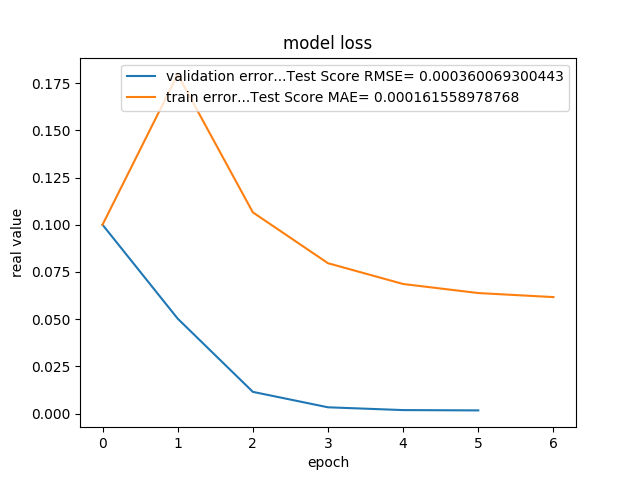 model loss
validation error...Test Score RMSE= 0.000360069300443
train error...Test Score MAE= 0.000161558978768
real value
0.175
0.150
0.125
0.100
0.075
0.050
0.025
0.000
0 1 2 3 4 5 6
epoch